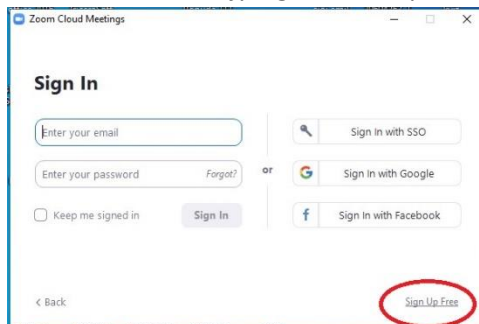 Zoom Cloud Meetings
Sign In
Enter your email
Enter your password Forgot?
Keep me signed in Sign In
or
Sign In with SSO
G Sign In with Google
f Sign In with Facebook
< Back
Sign Up Free